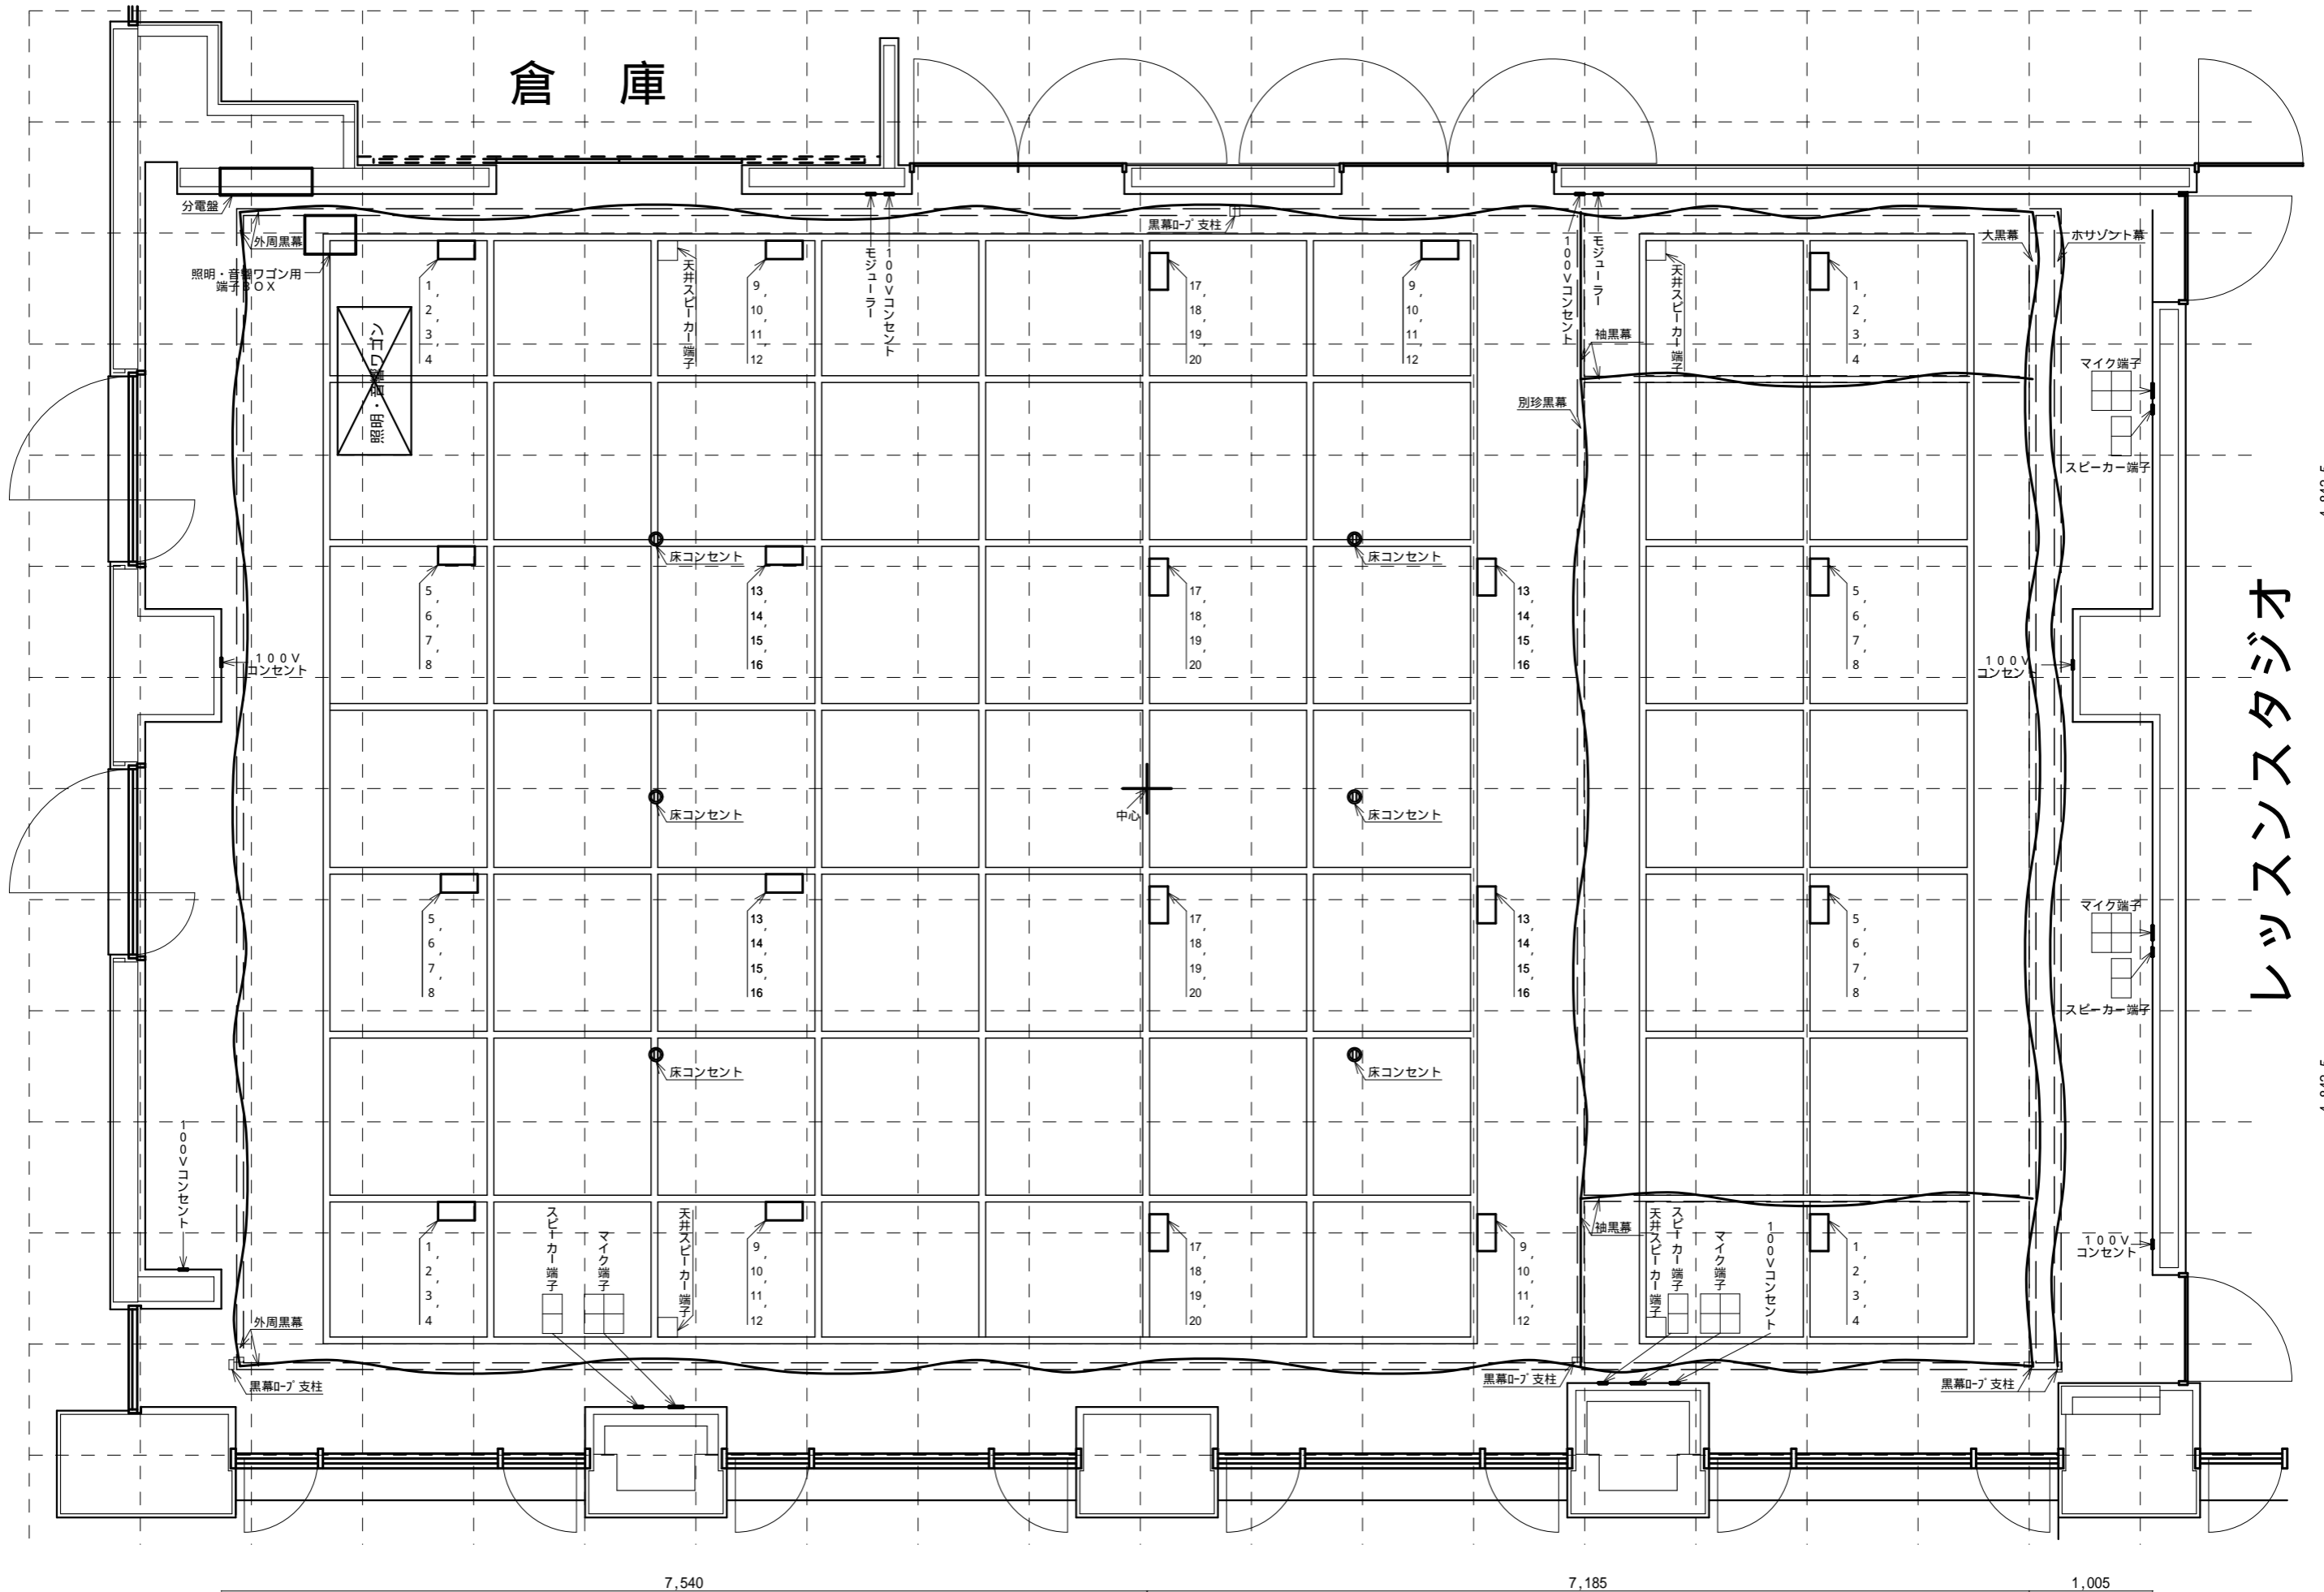 倉 庫
分電盤
外周黒幕
照明・音響ワゴン用
端子BOX
照明・音響ワゴン
黒幕ロープ支柱
モジューラー
100Vコンセント
100Vコンセント
モジューラー
大黒幕
ホリゾント幕
1,
2,
3,
4
天井スピーカー端子
9,
10,
11,
12
17,
18,
19,
20
9,
10,
11,
12
袖黒幕
別珍黒幕
天井スピーカー端子
1,
2,
3,
4
マイク端子
スピーカー端子
床コンセント
床コンセント
5,
6,
7,
8
13,
14,
15,
16
17,
18,
19,
20
13,
14,
15,
16
5,
6,
7,
8
100V
コンセント
100V
コンセント
レッスンスタジオ
床コンセント
中心
床コンセント
5,
6,
7,
8
13,
14,
15,
16
17,
18,
19,
20
13,
14,
15,
16
5,
6,
7,
8
マイク端子
スピーカー端子
床コンセント
床コンセント
100Vコンセント
1,
2,
3,
4
スピーカー端子
マイク端子
天井スピーカー端子
9,
10,
11,
12
17,
18,
19,
20
9,
10,
11,
12
袖黒幕
天井スピーカー端子
スピーカー端子
マイク端子
100Vコンセント
1,
2,
3,
4
100V
コンセント
外周黒幕
黒幕ロープ支柱
黒幕ロープ支柱
黒幕ロープ支柱
7,540
7,185
1,005